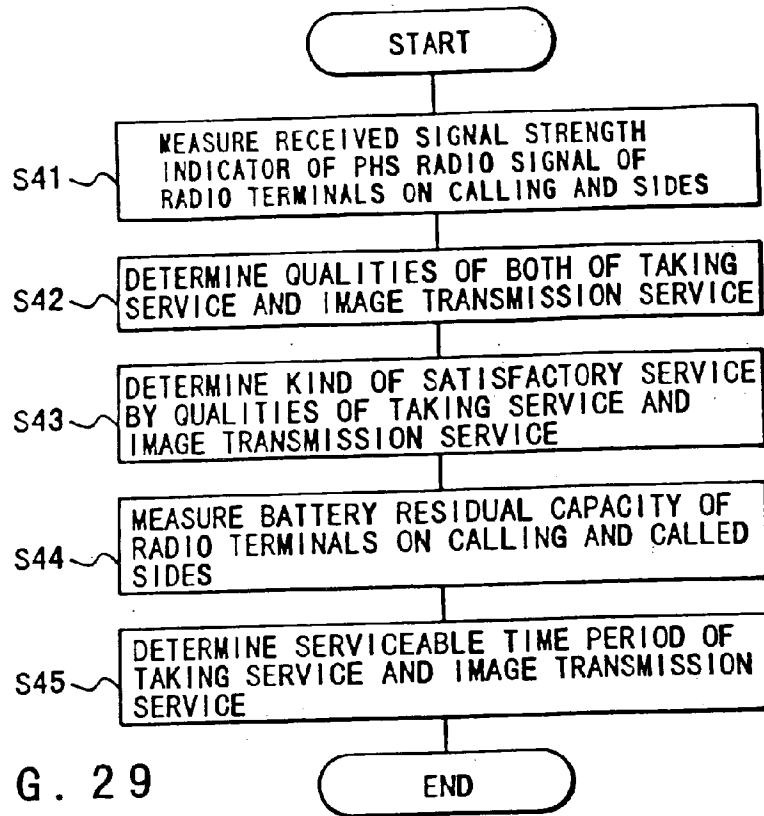 START
S41
MEASURE RECEIVED SIGNAL STRENGTH
INDICATOR OF PHS RADIO SIGNAL OF
RADIO TERMINALS ON CALLING AND SIDES
S42
DETERMINE QUALITIES OF BOTH OF TAKING
SERVICE AND IMAGE TRANSMISSION SERVICE
S43
DETERMINE KIND OF SATISFACTORY SERVICE
BY QUALITIES OF TAKING SERVICE AND
IMAGE TRANSMISSION SERVICE
S44
MEASURE BATTERY RESIDUAL CAPACITY OF
RADIO TERMINALS ON CALLING AND CALLED
SIDES
S45
DETERMINE SERVICEABLE TIME PERIOD OF
TAKING SERVICE AND IMAGE TRANSMISSION
SERVICE
G. 29
END